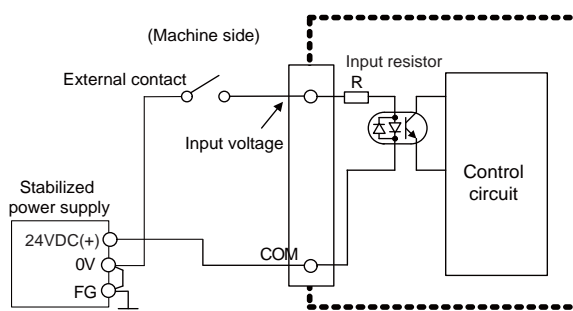 (Machine side)
Input resistor
External contact
R
Input voltage
Control
circuit
Stabilized
power supply
24VDC(+)
COM
0V
FG